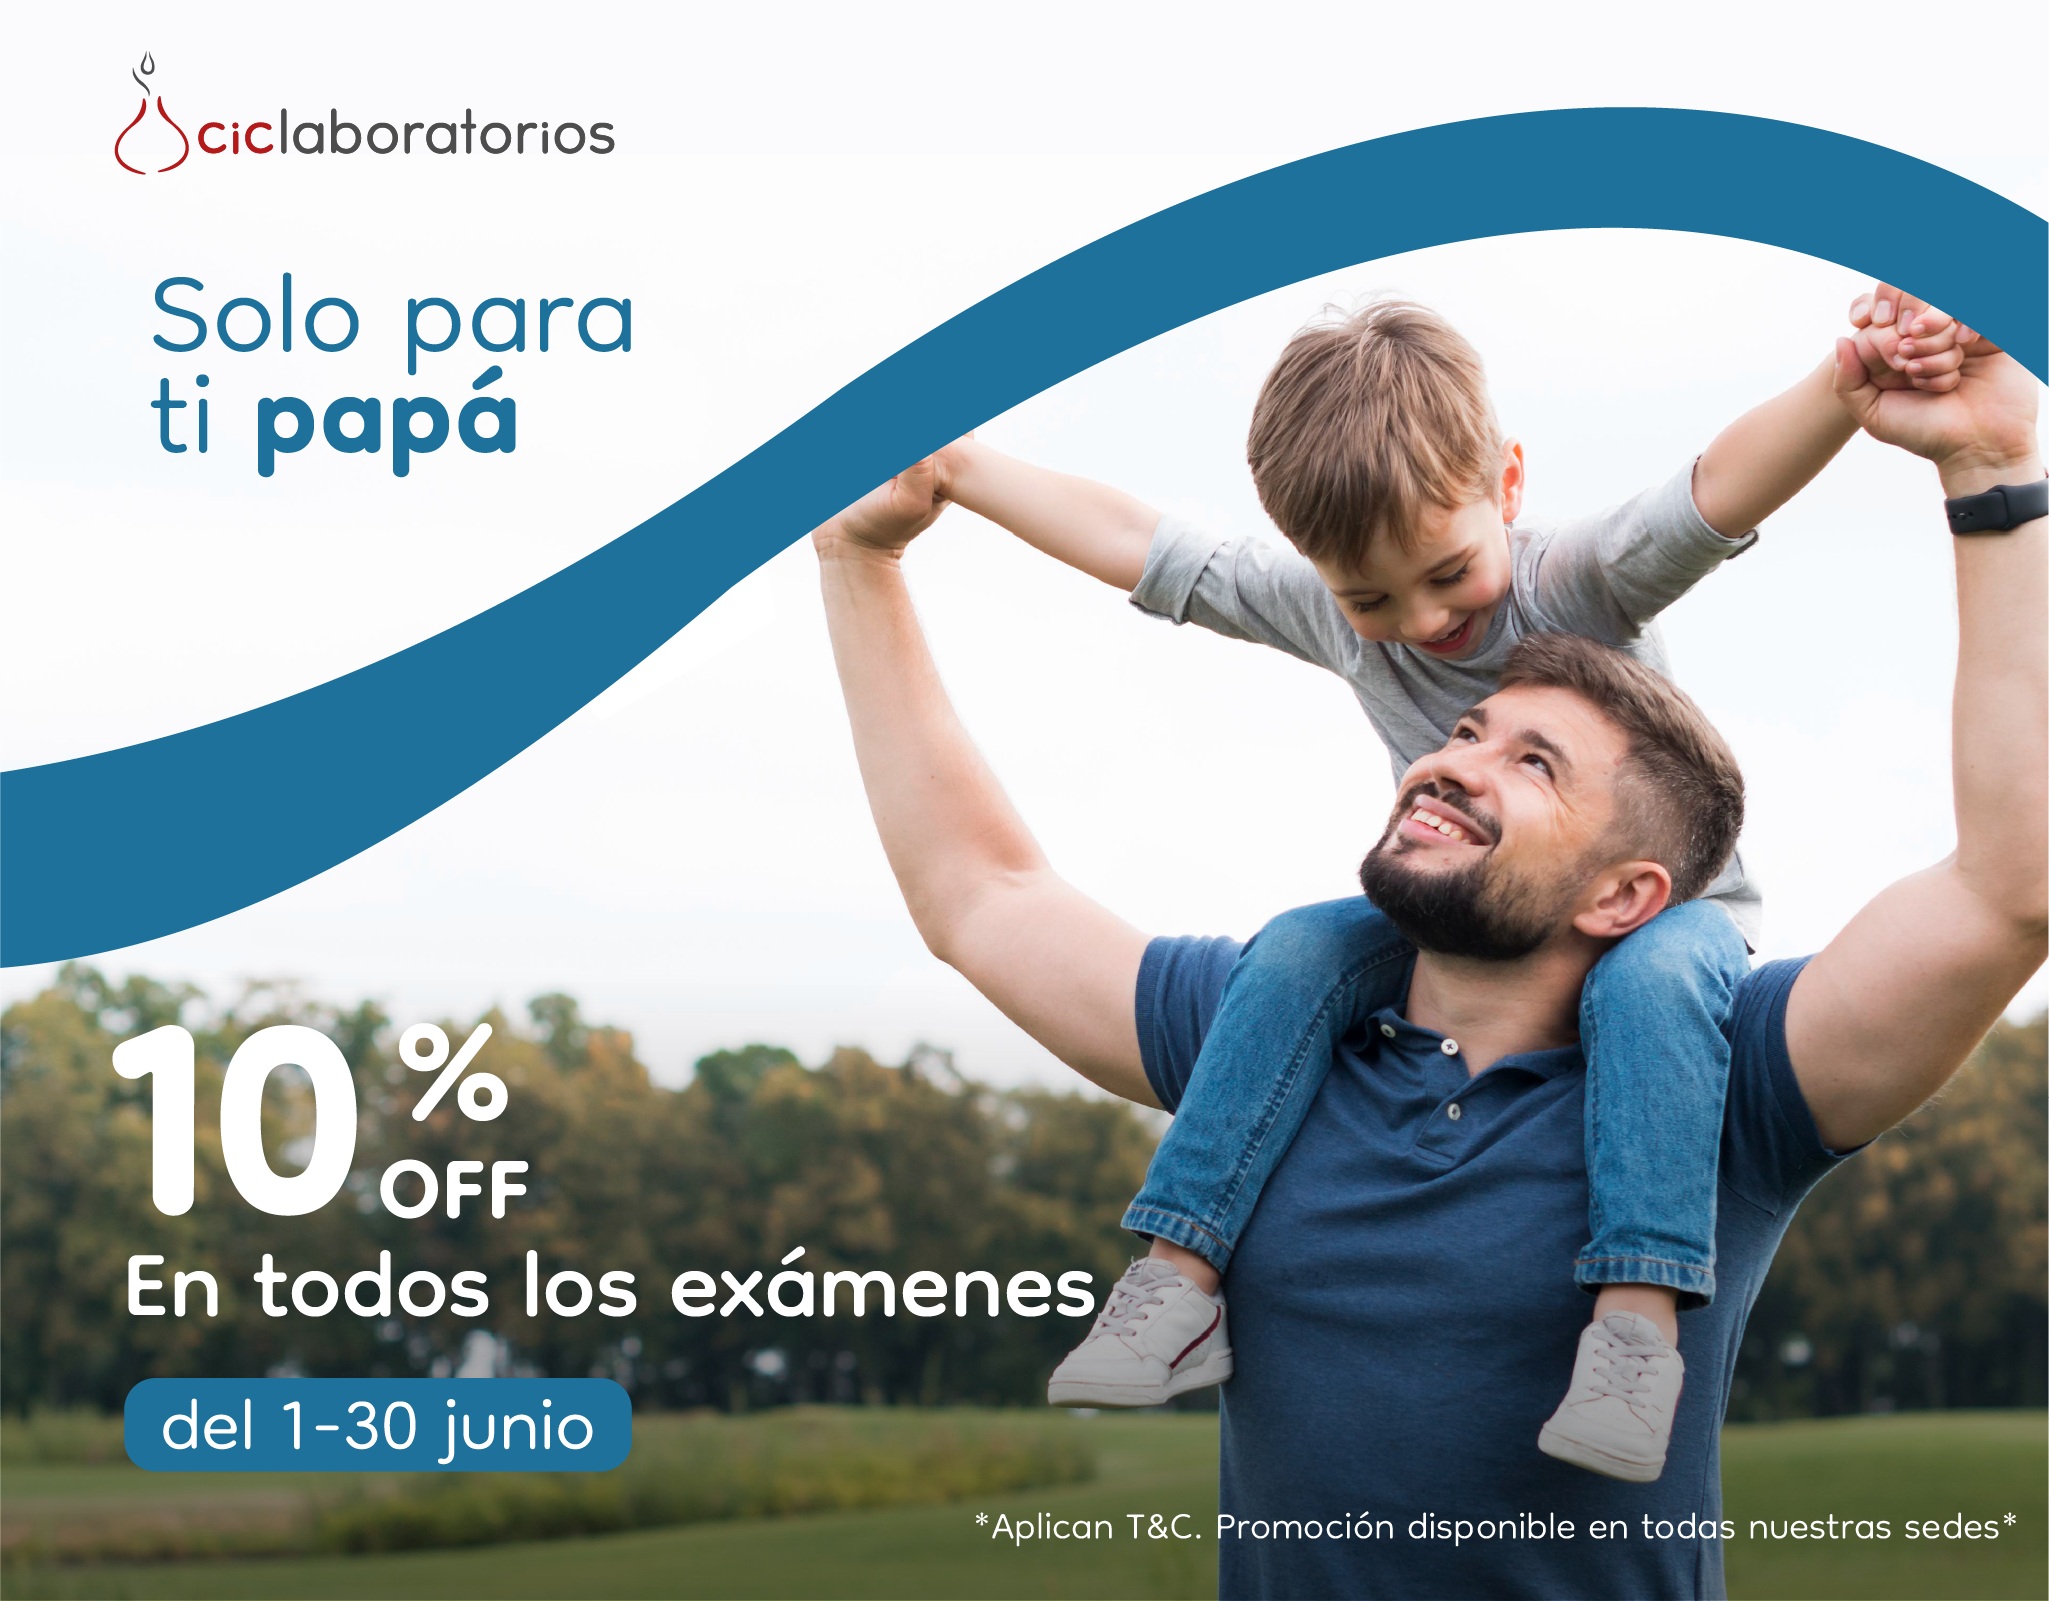 ciclaboratorios
Solo para
ti papá
10%
OFF
En todos los exámenes
del 1-30 junio
*Aplican T&C. Promoción disponible en todas nuestras sedes*